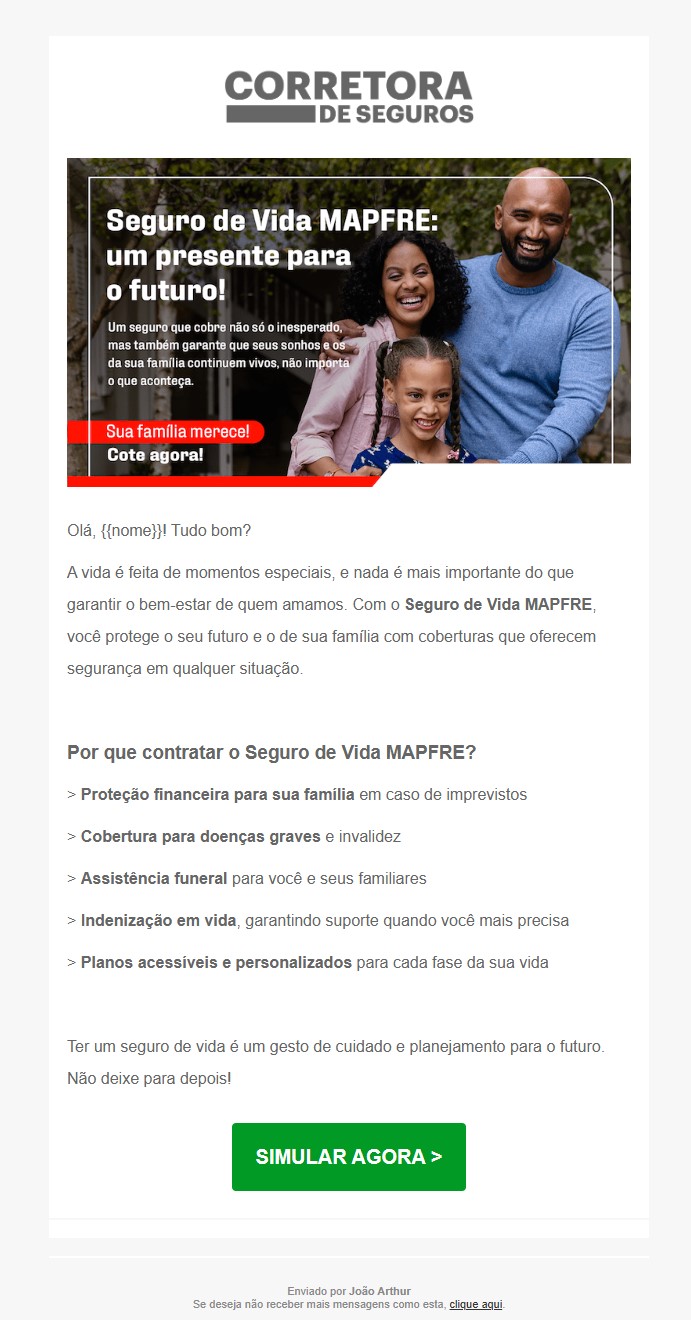 CORRETORA
DE SEGUROS
Seguro de Vida MAPFRE:
um presente para
o futuro!
Um seguro que cobre não só o inesperado,
mas também garante que seus sonhos e os
da sua família continuem vivos, não importa
o que aconteça.
Sua família merece!
Cote agora!
Olá, {{nome}}! Tudo bom?
A vida é feita de momentos especiais, e nada é mais importante do que
garantir o bem-estar de quem amamos. Com o Seguro de Vida MAPFRE,
você protege o seu futuro e o de sua família com coberturas que oferecem
segurança em qualquer situação.
Por que contratar o Seguro de Vida MAPFRE?
> Proteção financeira para sua família em caso de imprevistos
> Cobertura para doenças graves e invalidez
> Assistência funeral para você e seus familiares
> Indenização em vida, garantindo suporte quando você mais precisa
> Planos acessíveis e personalizados para cada fase da sua vida
Ter um seguro de vida é um gesto de cuidado e planejamento para o futuro.
Não deixe para depois!
SIMULAR AGORA >
Enviado por João Arthur
Se deseja não receber mais mensagens como esta, clique aqui.